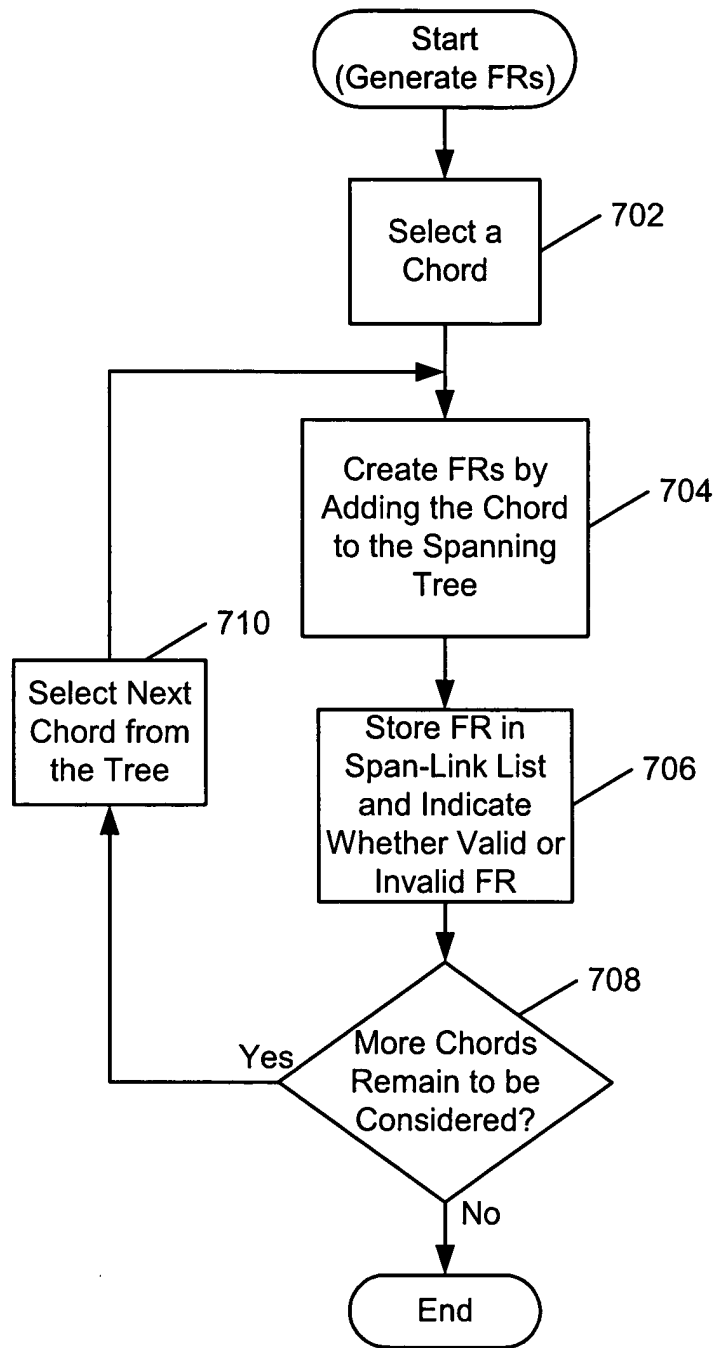 Start
(Generate FRs)
702
Select a
Chord
Create FRs by
Adding the Chord
to the Spanning
Tree
704
710
Select Next
Chord from
the Tree
Store FR in
Span-Link List
and Indicate
Whether Valid or
Invalid FR
706
708
Yes
More Chords
Remain to be
Considered?
No
End